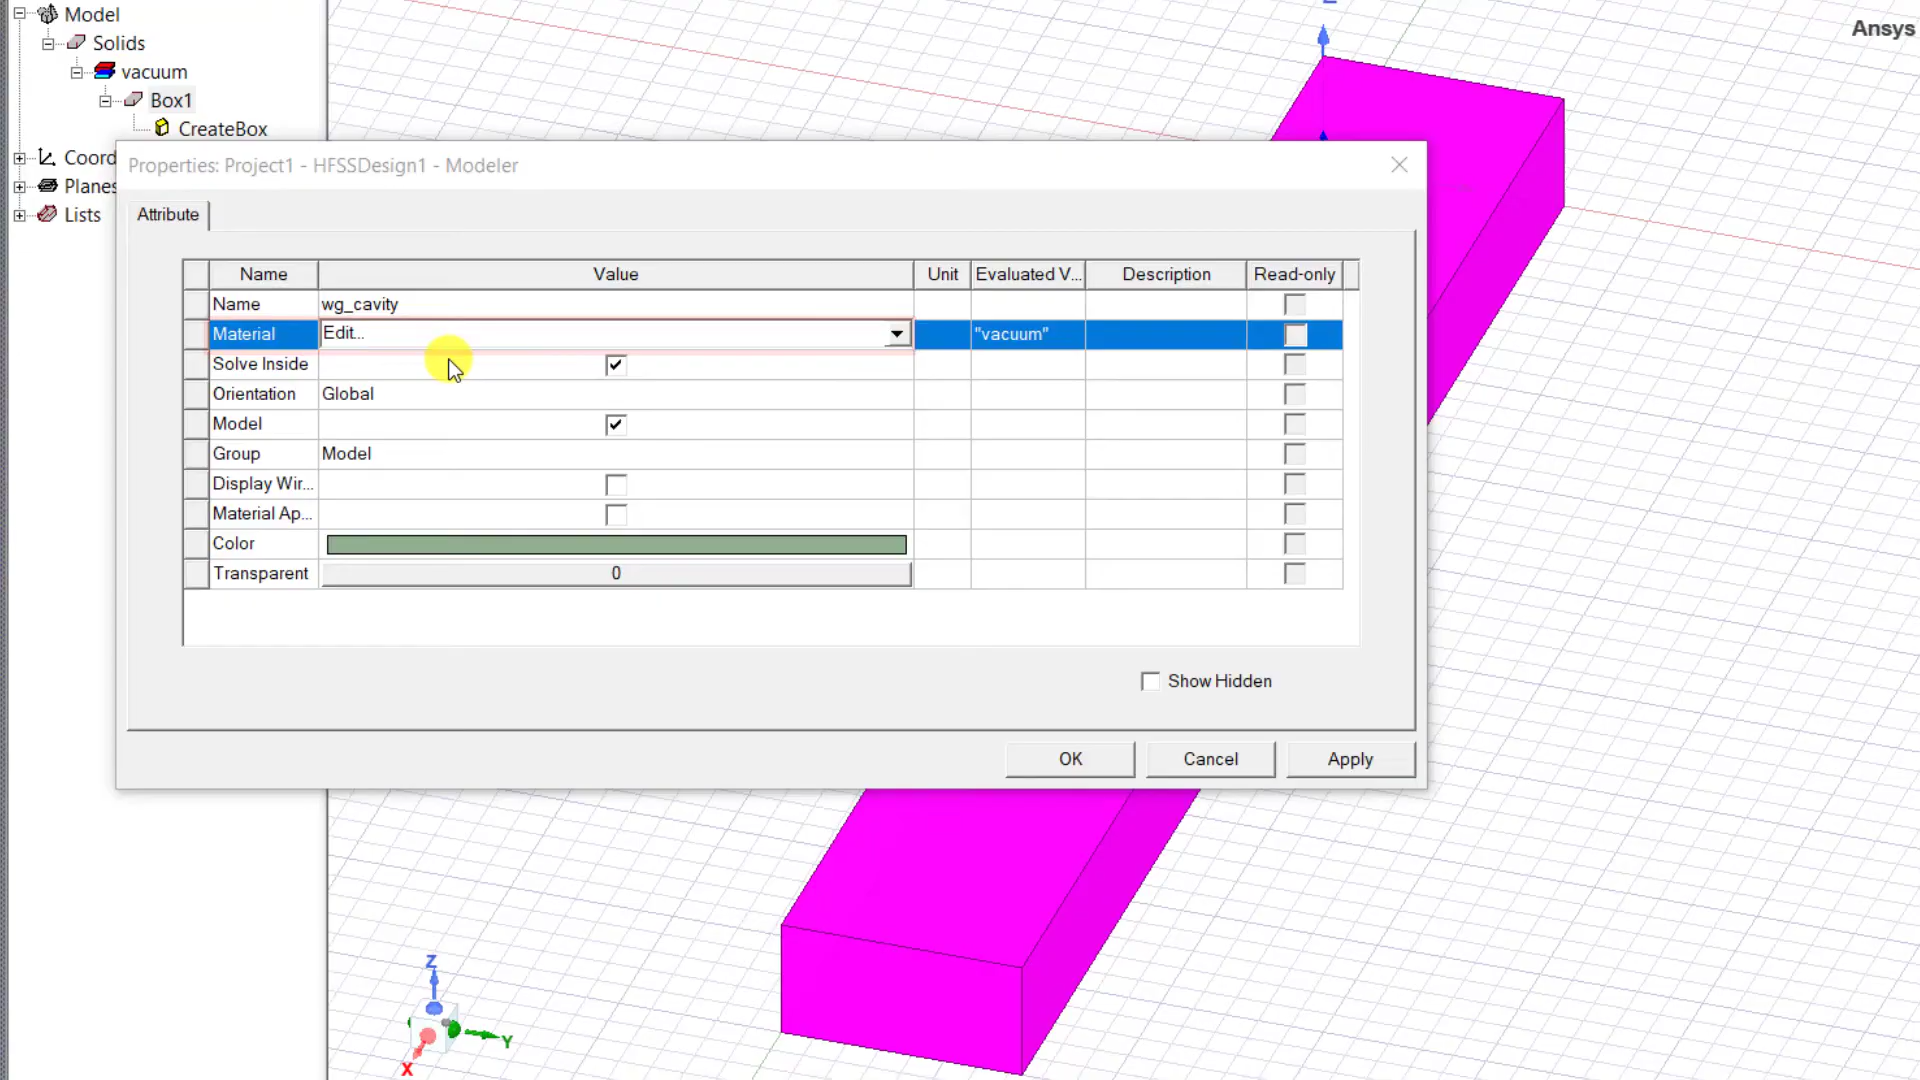 Model
Solids
vacuum
Box1
CreateBox
Coord
Planes
Lists
Ansys
Properties: Project1 - HFSSDesign1 - Modeler
Attribute
Name Value Unit Evaluated V... Description Read-only
Name wg_cavity
Material Edit... "vacuum"
Solve Inside
Orientation Global
Model
Group Model
Display Wir...
Material Ap...
Color
Transparent 0
Show Hidden
OK Cancel Apply
Z
Y
X